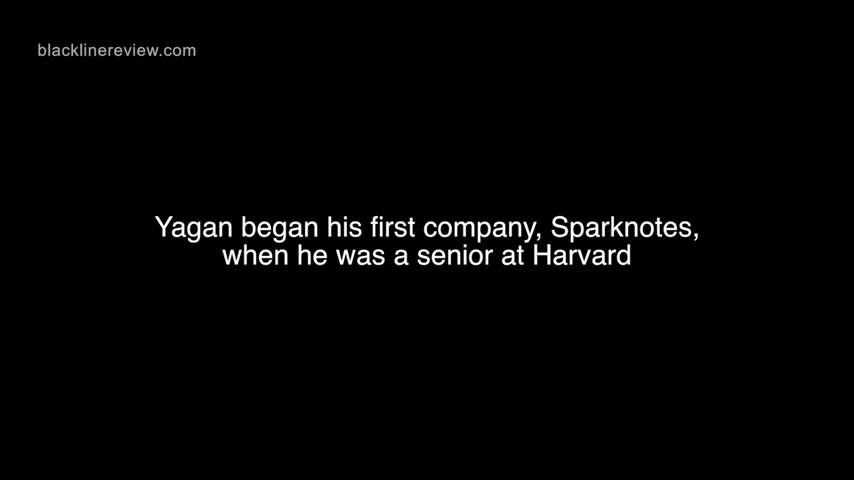 blacklinereview.com
Yagan began his first company, Sparknotes,
when he was a senior at Harvard